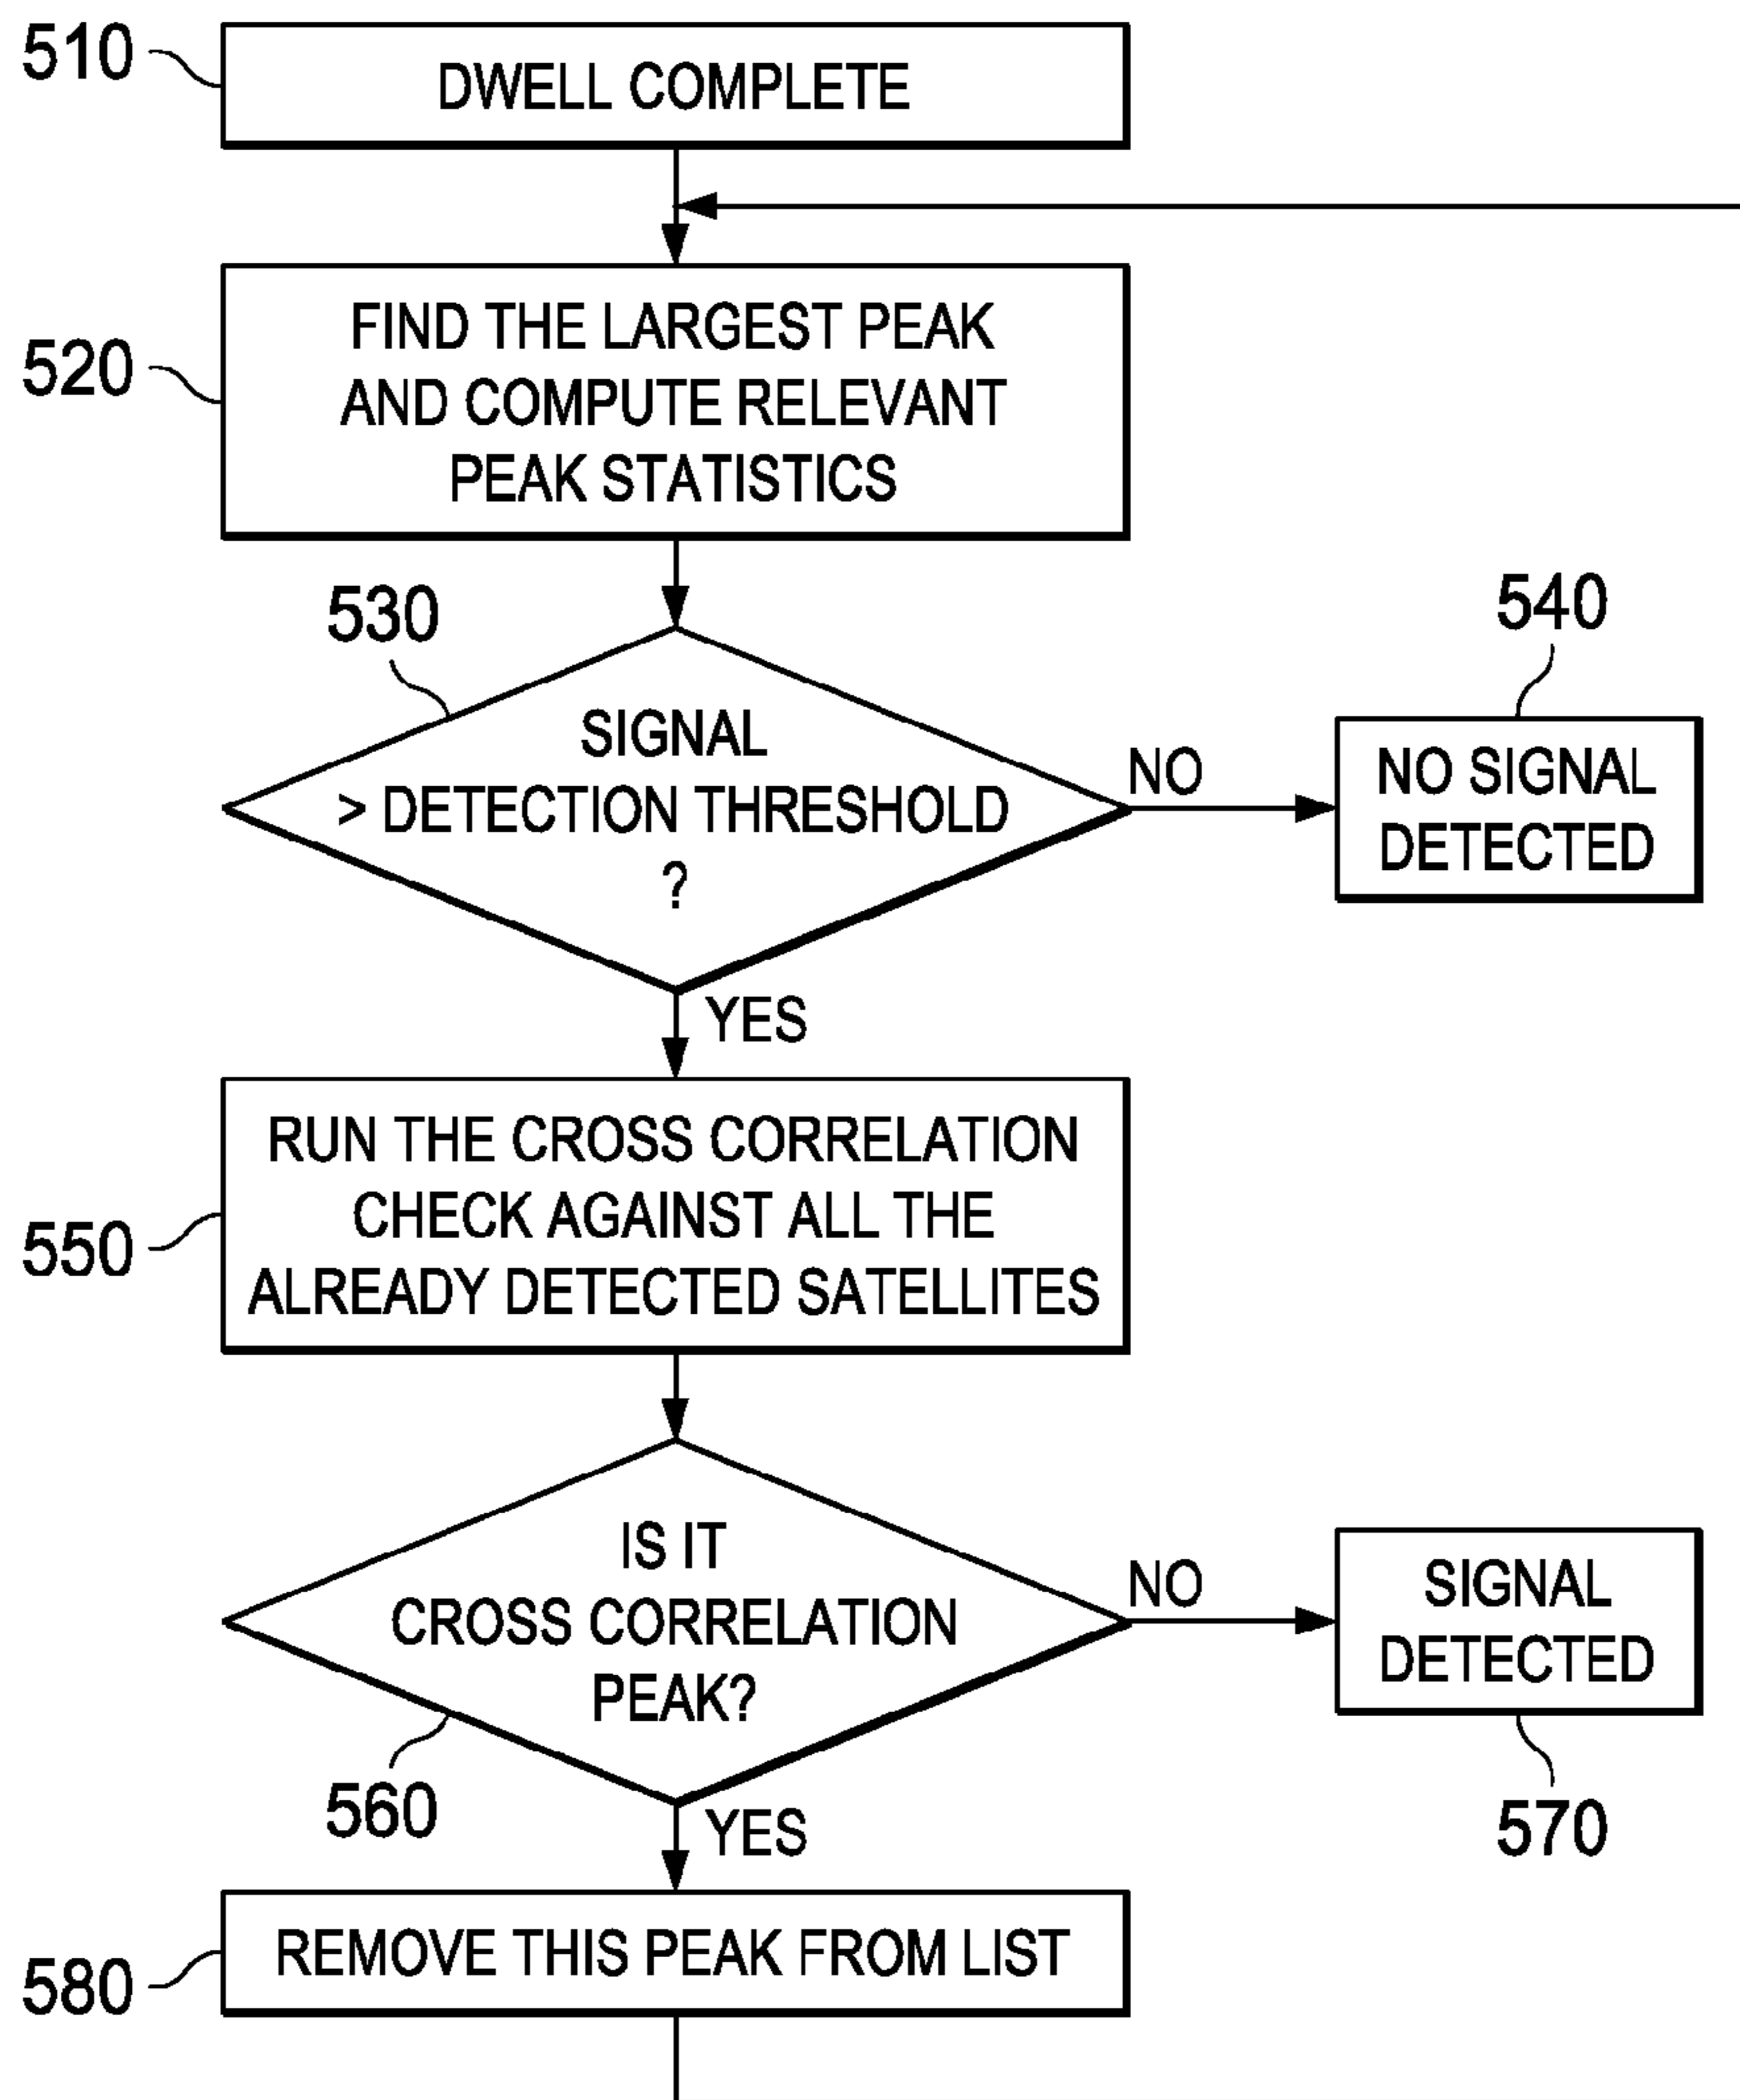 510
DWELL COMPLETE
520
FIND THE LARGEST PEAK
AND COMPUTE RELEVANT
PEAK STATISTICS
530
SIGNAL
> DETECTION THRESHOLD
?
NO
540
NO SIGNAL
DETECTED
YES
550
RUN THE CROSS CORRELATION
CHECK AGAINST ALL THE
ALREADY DETECTED SATELLITES
IS IT
CROSS CORRELATION
PEAK?
560
NO
SIGNAL
DETECTED
570
YES
580
REMOVE THIS PEAK FROM LIST